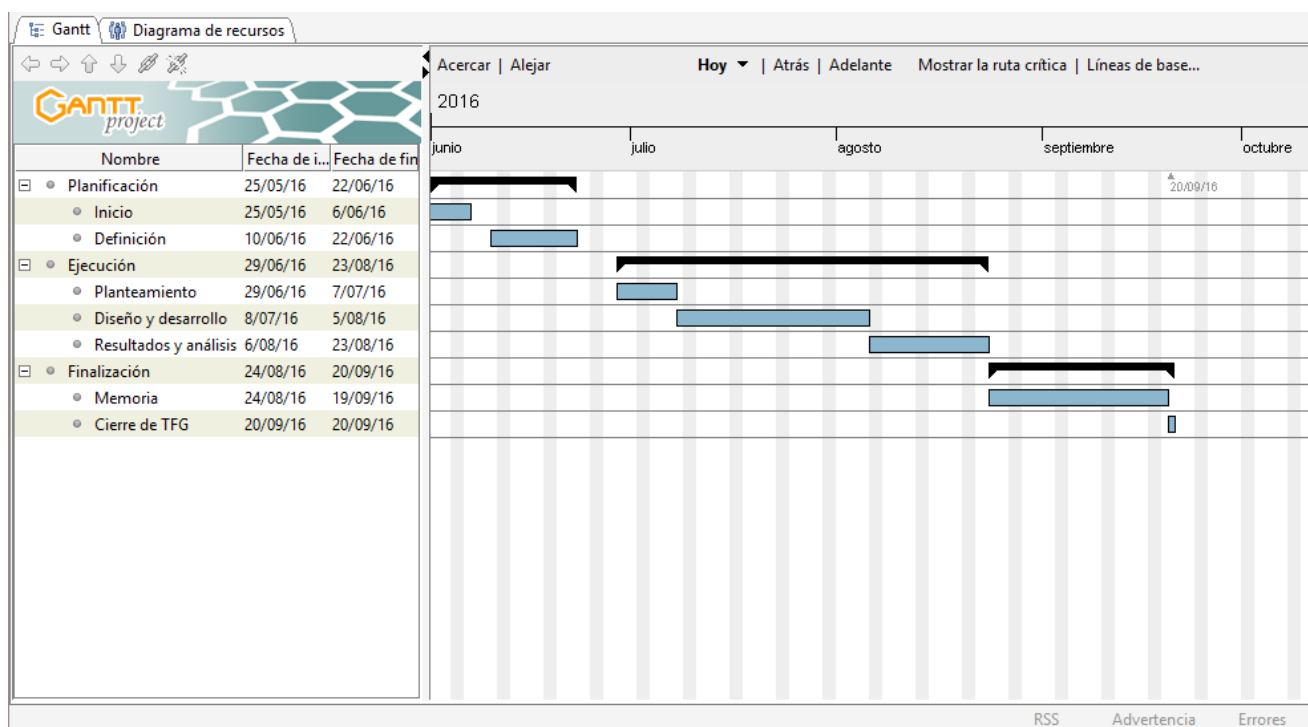 Gantt Diagrama de recursos
Acercar | Alejar Hoy | Atrás | Adelante Mostrar la ruta crítica | Líneas de base...
GANTT
project
2016
junio julio agosto septiembre octubre
Nombre Fecha de i... Fecha de fin
Planificación 25/05/16 22/06/16 20/09/16
Inicio 25/05/16 6/06/16
Definición 10/06/16 22/06/16
Ejecución 29/06/16 23/08/16
Planteamiento 29/06/16 7/07/16
Diseño y desarrollo 8/07/16 5/08/16
Resultados y análisis 6/08/16 23/08/16
Finalización 24/08/16 20/09/16
Memoria 24/08/16 19/09/16
Cierre de TFG 20/09/16 20/09/16
RSS Advertencia Errores